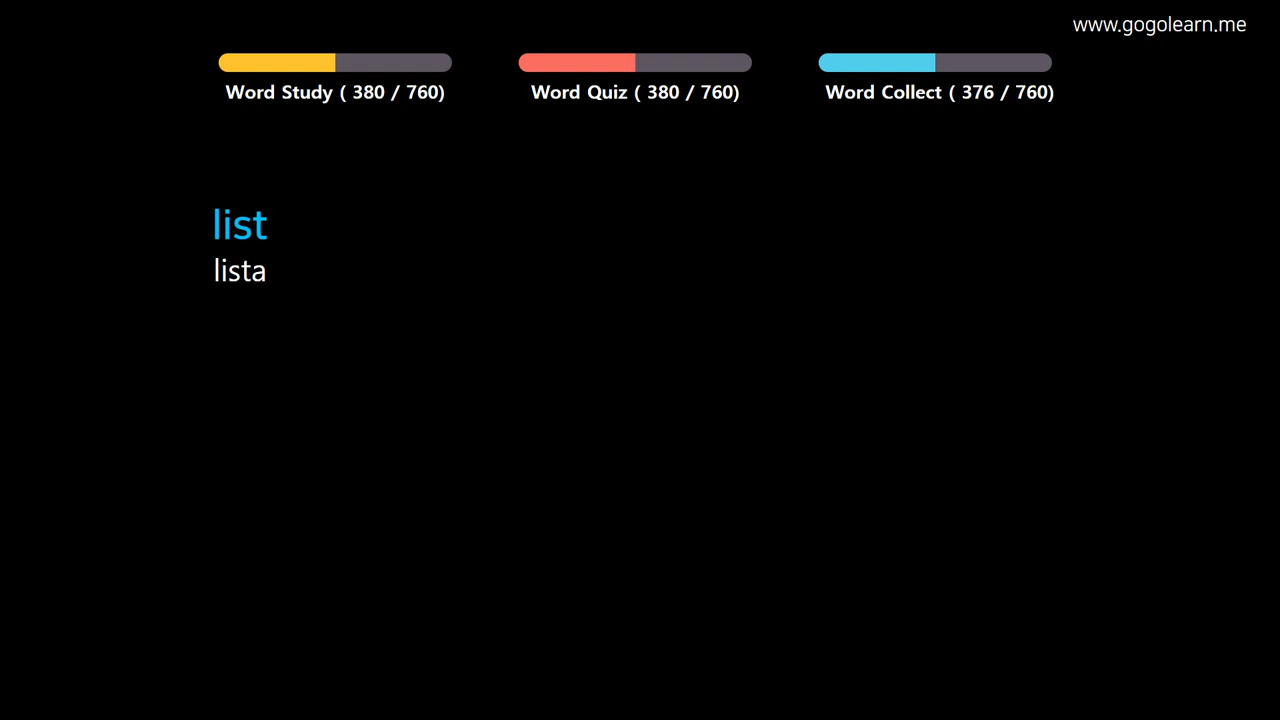 www.gogolearn.me
Word Study ( 380 / 760)
Word Quiz ( 380 / 760)
Word Collect ( 376 / 760)
list
lista